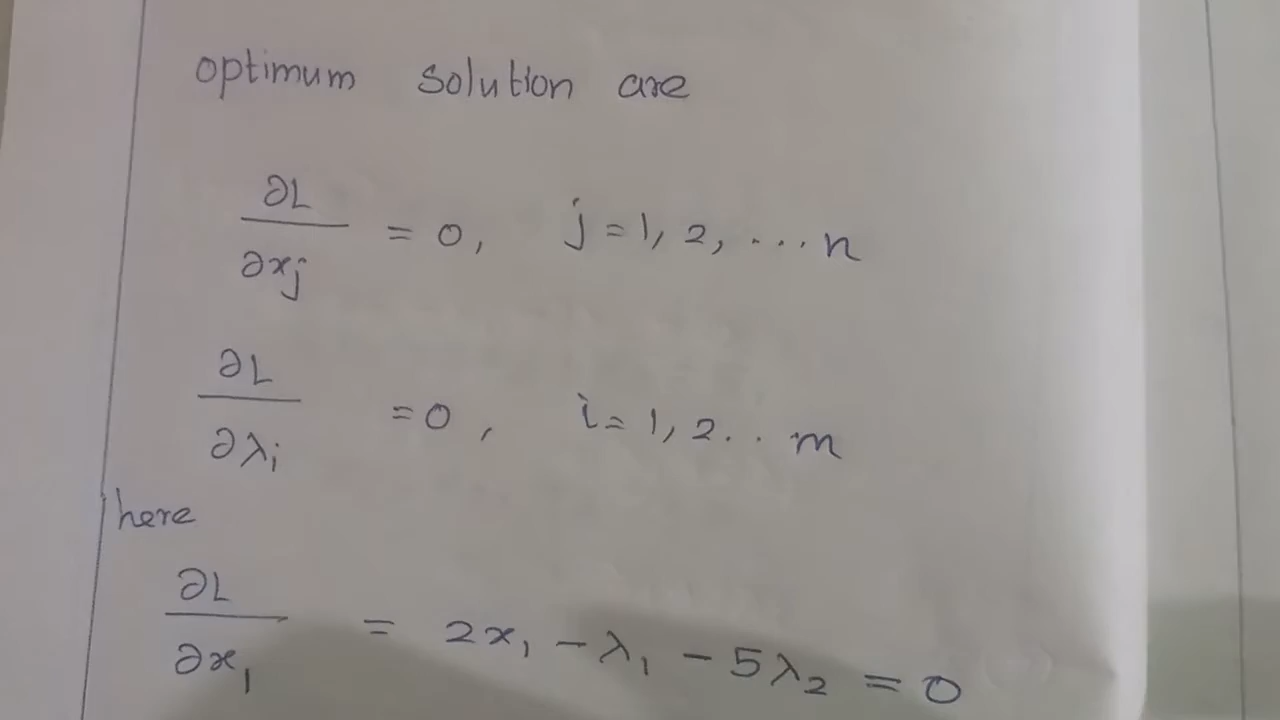 optimum solution are
∂L/∂xj = 0, j = 1, 2, ... n
∂L/∂λi = 0, i = 1, 2.. m
here
∂L/∂x₁ = 2x₁ - λ₁ - 5λ₂ = 0